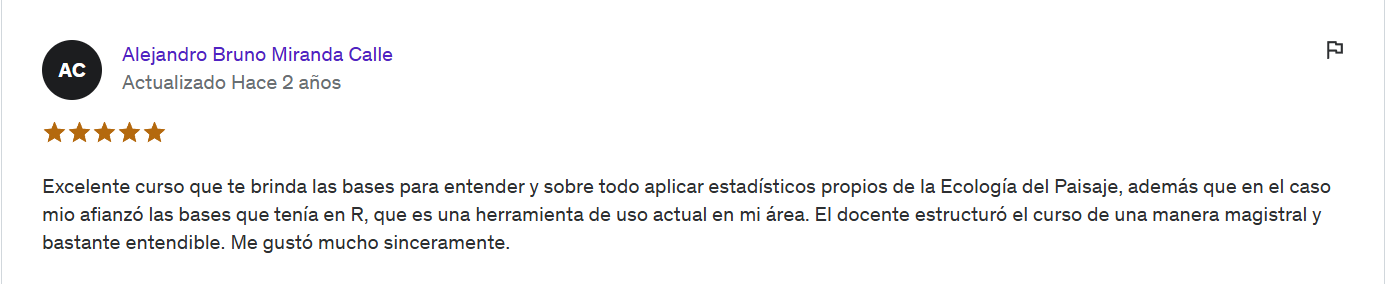 AC
Alejandro Bruno Miranda Calle
Actualizado Hace 2 años
Excelente curso que te brinda las bases para entender y sobre todo aplicar estadísticos propios de la Ecología del Paisaje, además que en el caso
mio afianzó las bases que tenía en R, que es una herramienta de uso actual en mi área. El docente estructuró el curso de una manera magistral y
bastante entendible. Me gustó mucho sinceramente.